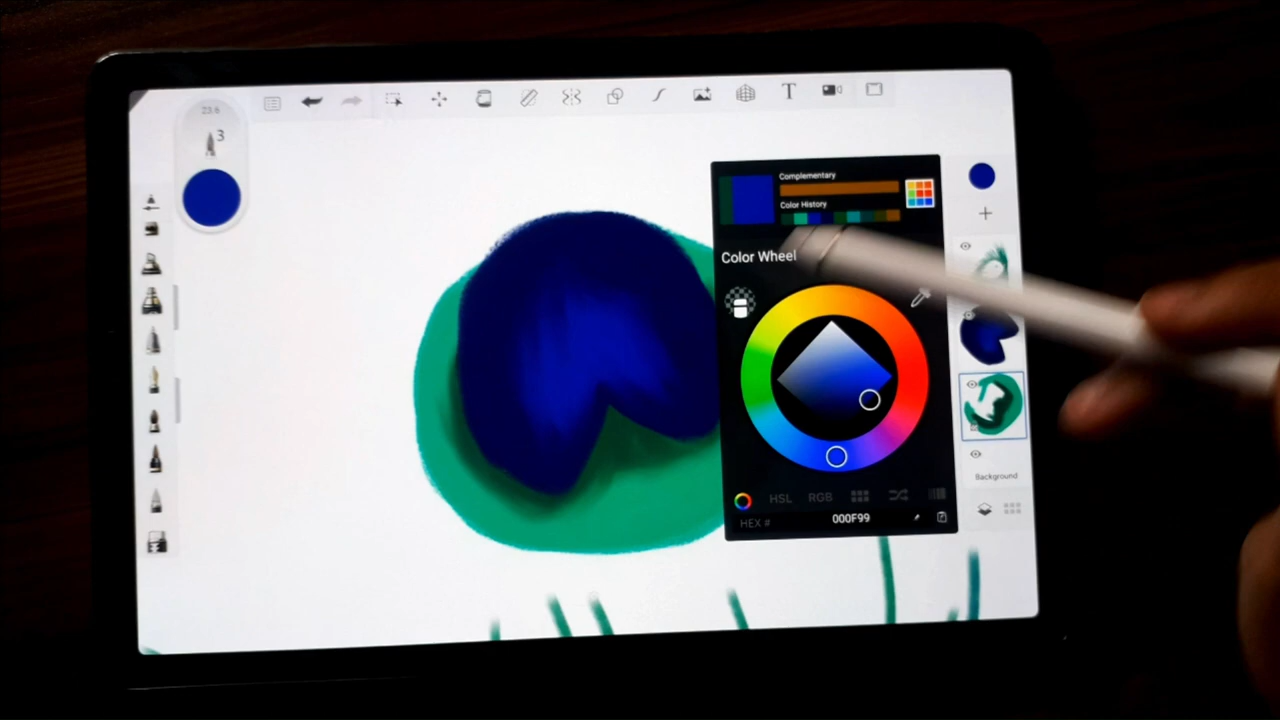 23.6
3
T
Complementary
Color History
Color Wheel
HSL RGB
HEX # 000F99
Background